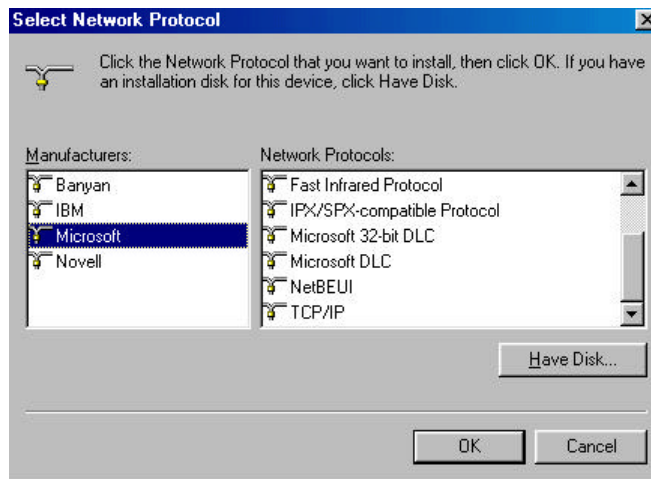 Select Network Protocol
Click the Network Protocol that you want to install, then click OK. If you have
an installation disk for this device, click Have Disk.
Manufacturers:
Banyan
IBM
Microsoft
Novell
Network Protocols:
Fast Infrared Protocol
IPX/SPX-compatible Protocol
Microsoft 32-bit DLC
Microsoft DLC
NetBEUI
TCP/IP
Have Disk...
OK
Cancel